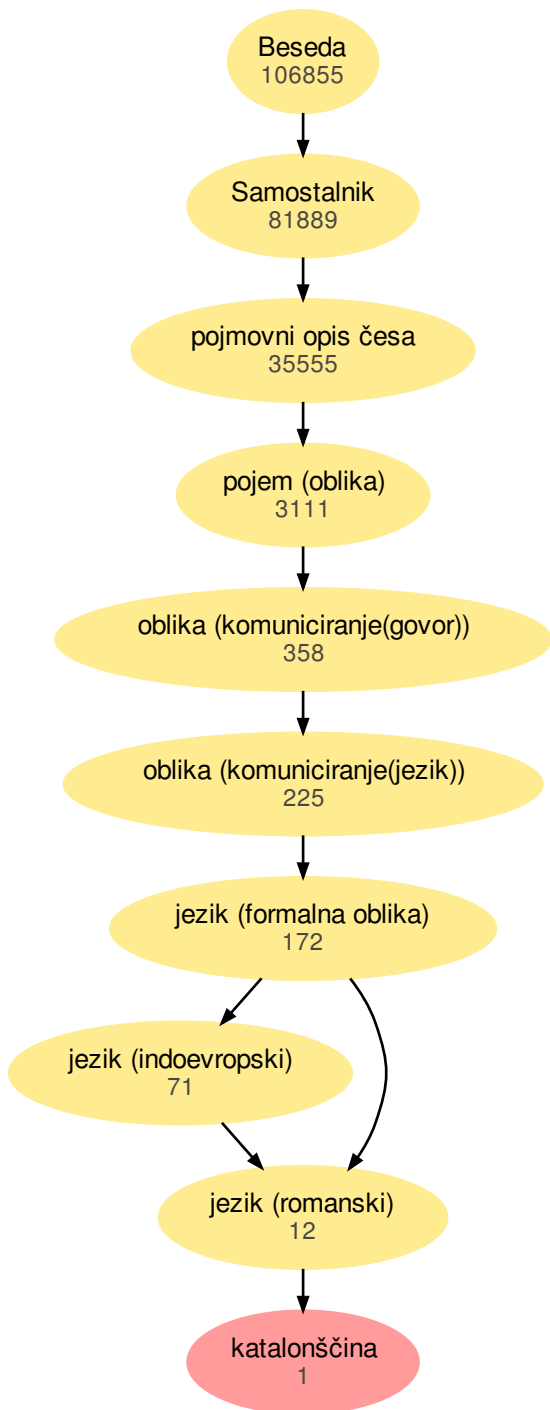 Beseda
106855
Samostalnik
81889
pojmovni opis česa
35555
pojem (oblika)
3111
oblika (komuniciranje(govor))
358
oblika (komuniciranje(jezik))
225
jezik (formalna oblika)
172
jezik (indoevropski)
71
jezik (romanski)
12
katalonščina
1